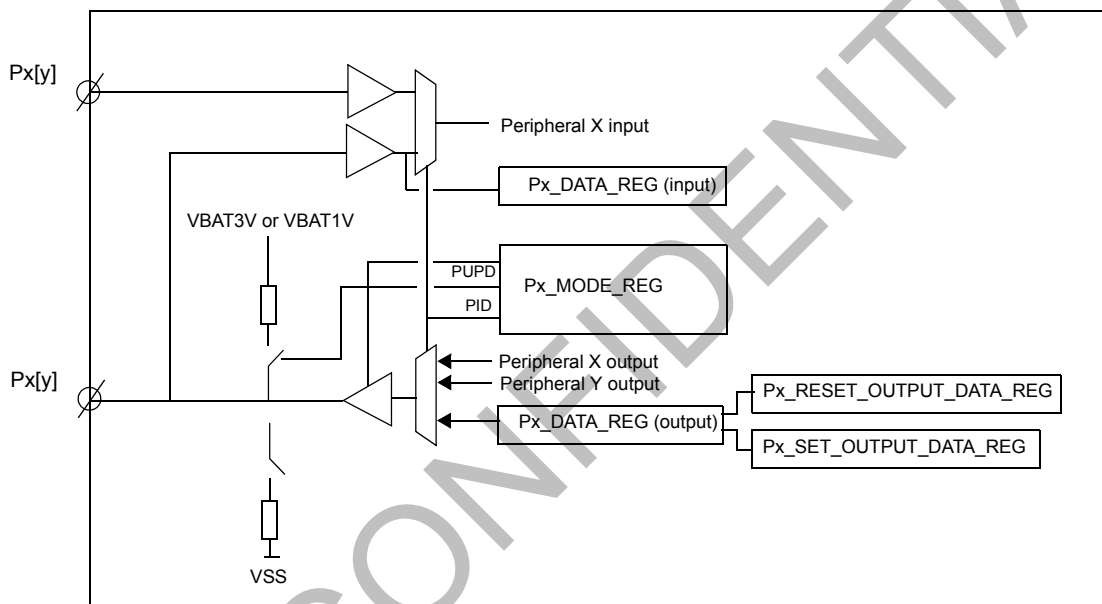 Px[y]
Peripheral X input
Px_DATA_REG (input)
VBAT3V or VBAT1V
PUPD
Px_MODE_REG
PID
Px[y]
Peripheral X output
Peripheral Y output
Px_DATA_REG (output)
Px_RESET_OUTPUT_DATA_REG
Px_SET_OUTPUT_DATA_REG
VSS
CONFIDENTIA